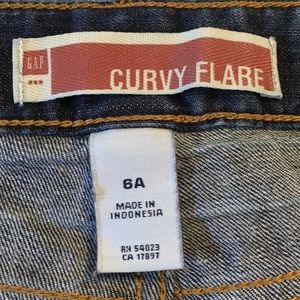 GAP
CURVY FLARE
6A
MADE IN
INDONESIA
RN 54023
CA 17897